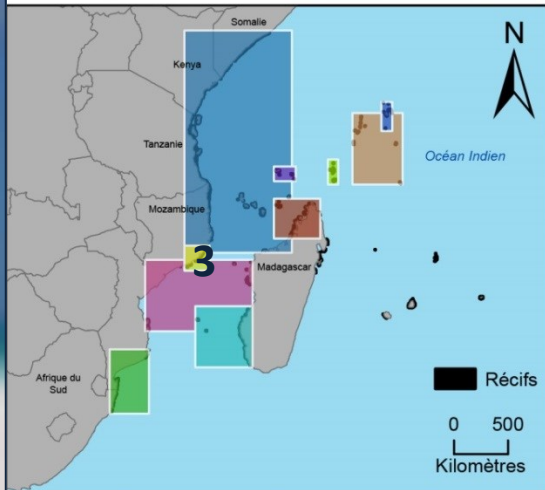 Somalie
N
Kenya
Tanzanie
Océan Indien
Mozambique
3
Madagascar
Afrique du
Sud
Récifs
0 500
Kilomètres